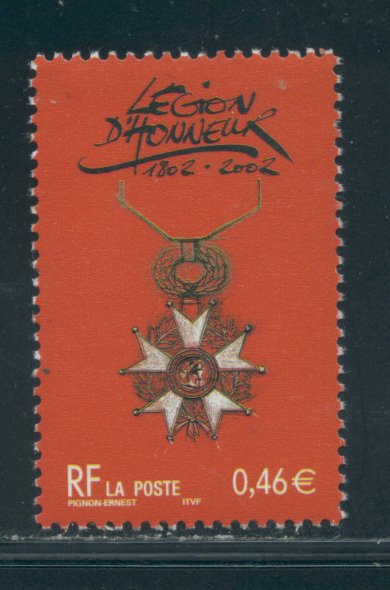 LÉGION
D'HONNEUR
1802 • 2002
RF LA POSTE 0,46 €
PIGNON-ERNEST ITVF